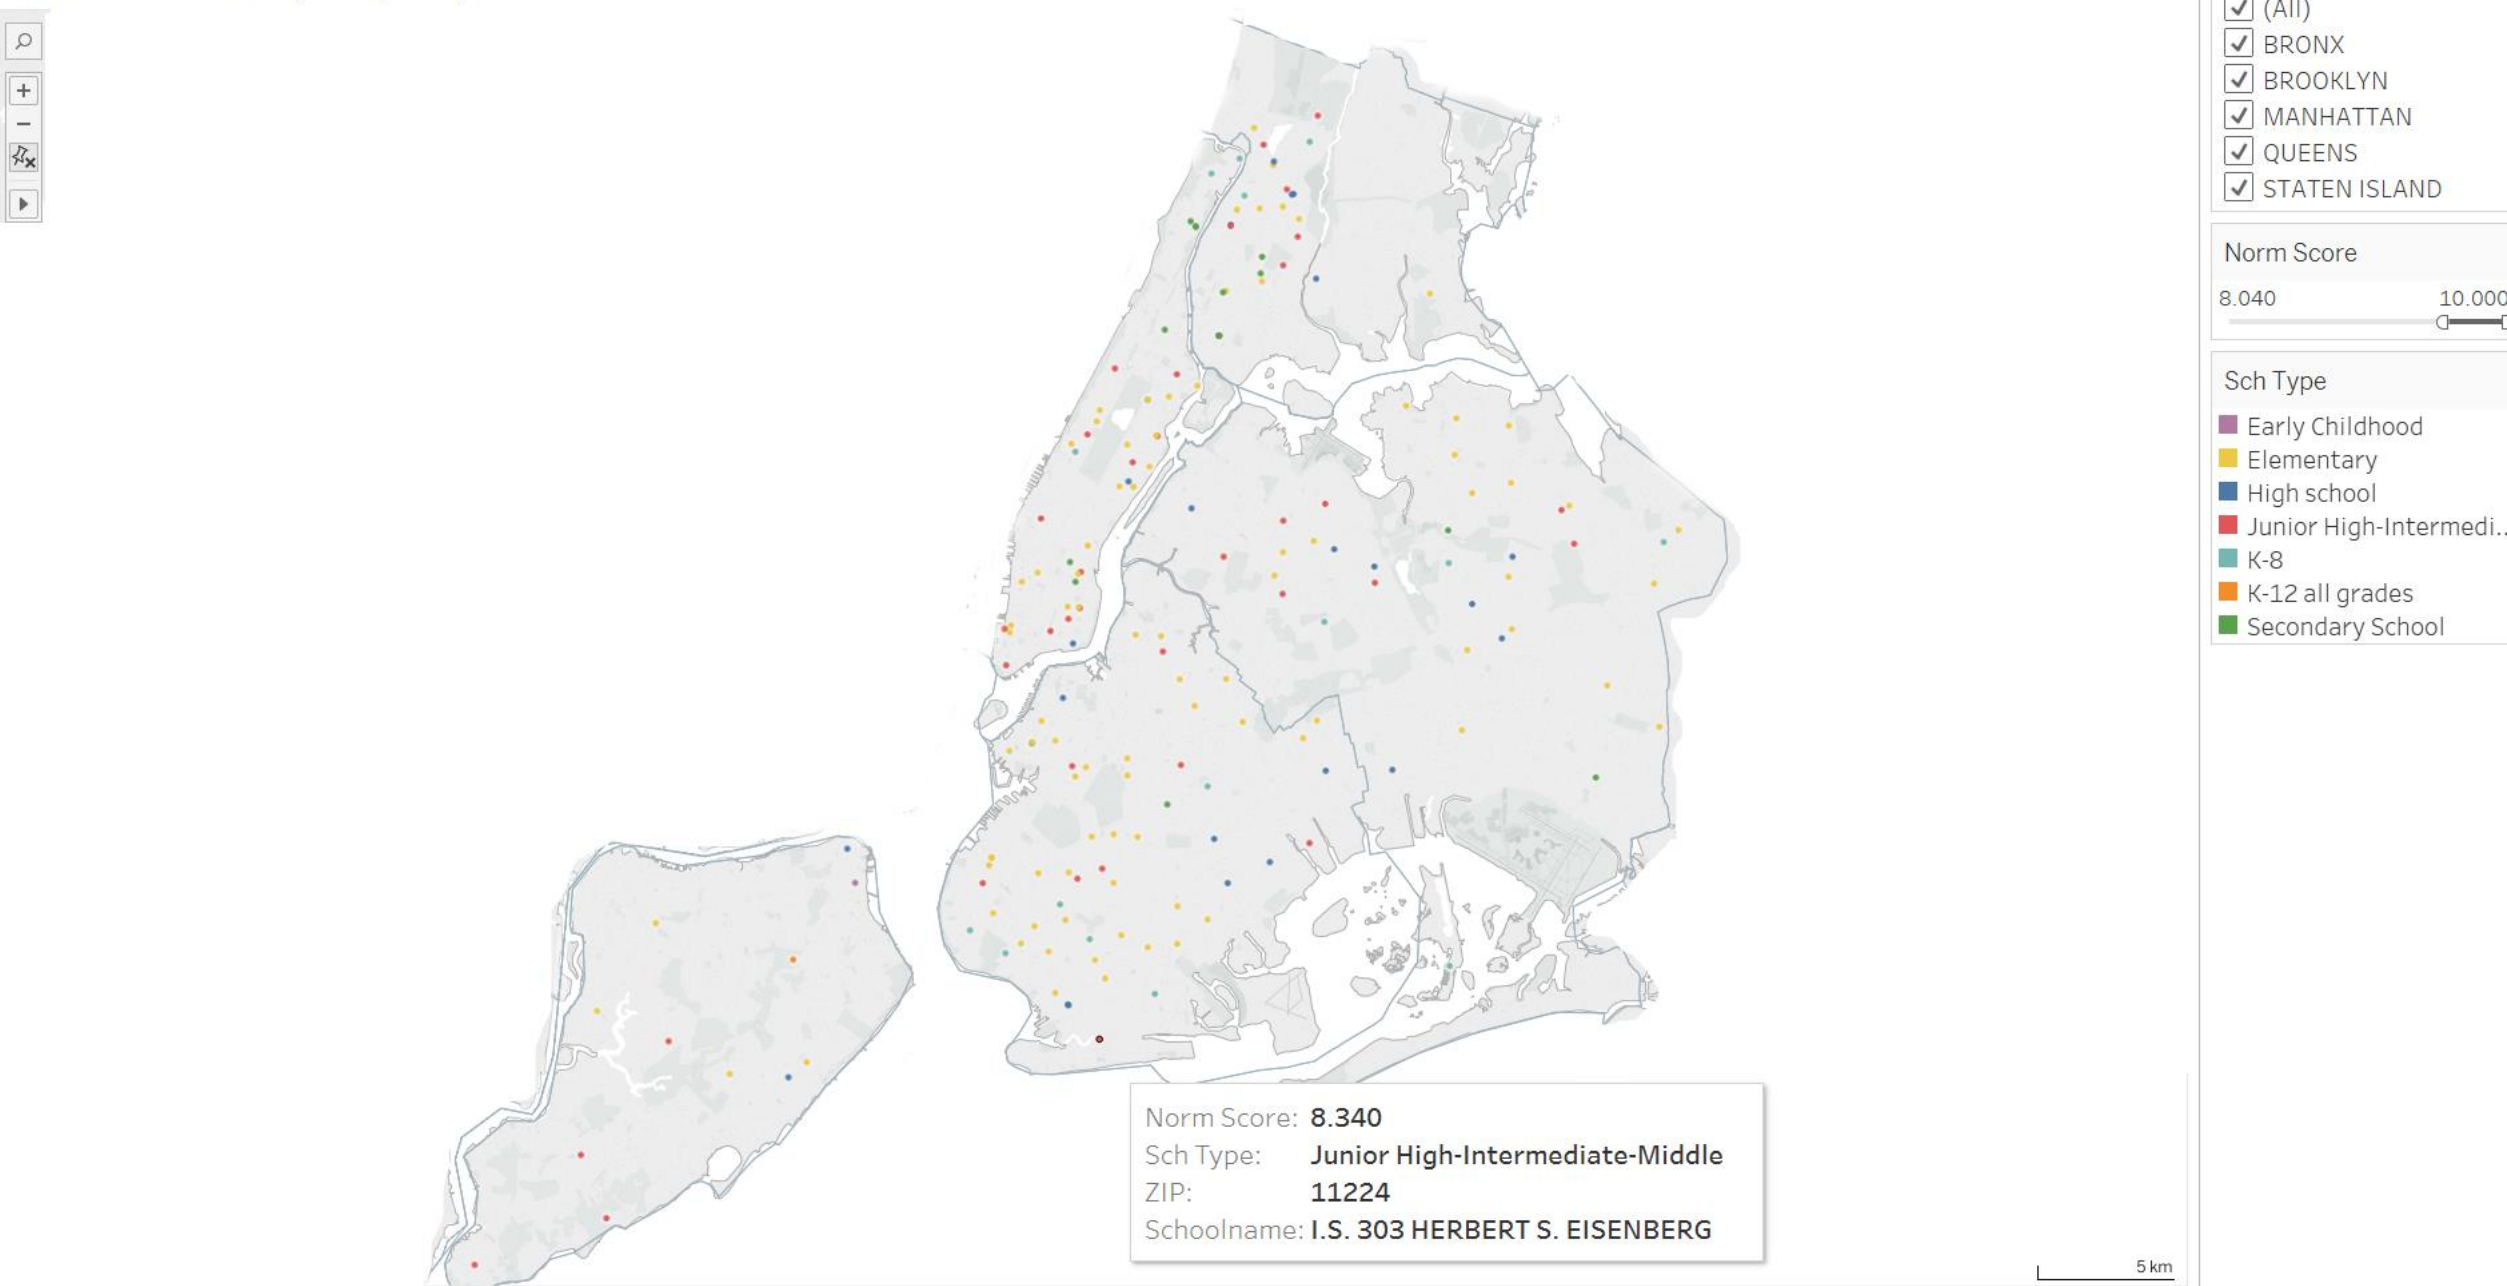 (All)
BRONX
BROOKLYN
MANHATTAN
QUEENS
STATEN ISLAND
Norm Score
8.040 10.000
Sch Type
Early Childhood
Elementary
High school
Junior High-Intermedi..
K-8
K-12 all grades
Secondary School
Norm Score: 8.340
Sch Type: Junior High-Intermediate-Middle
ZIP: 11224
Schoolname: I.S. 303 HERBERT S. EISENBERG
5 km